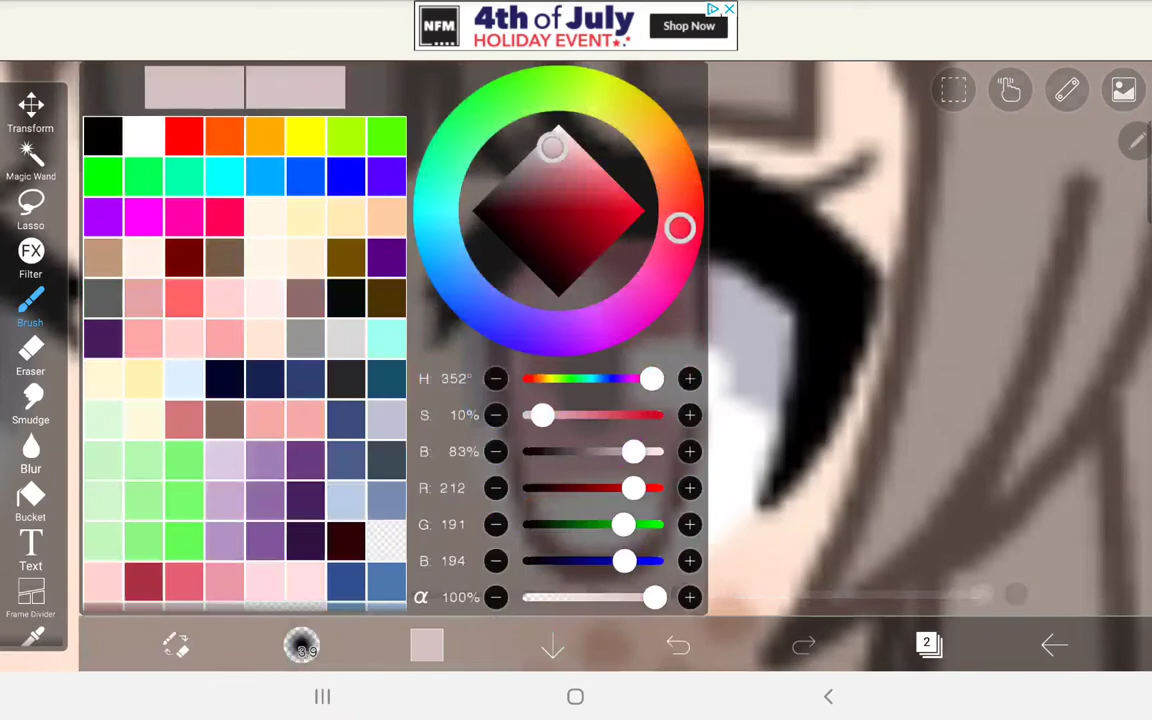 NFM
4th of July
HOLIDAY EVENT
Shop Now
Transform
Magic Wand
Lasso
FX
Filter
Brush
Eraser
Smudge
Blur
Bucket
T
Text
Frame Divider
H 352°
S: 10%
B: 83%
R: 212
G: 191
B: 194
α 100%
39
2